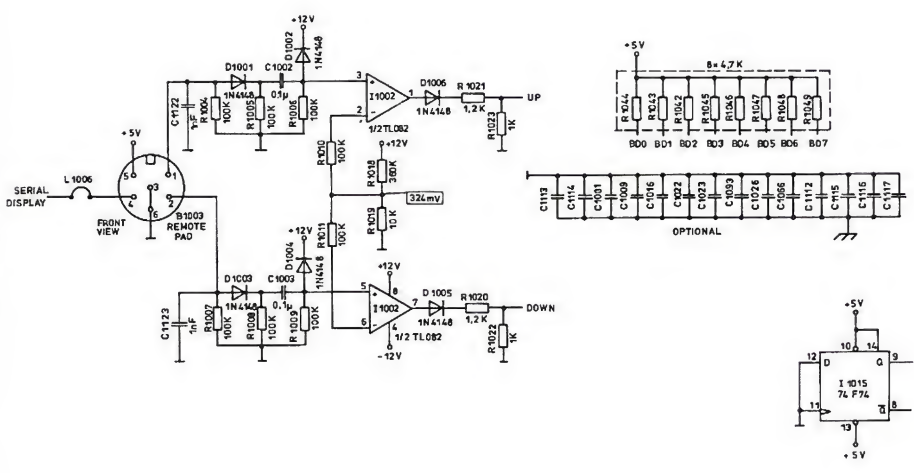 +12V
D1002
1N4148
D1001
1N4148
C1002
0,1µ
C1122
1nF
R1004
100K
R1005
100K
R1006
100K
3
2
1
I1002
1/2TL082
D1006
1N4148
R1021
1,2K
R1023
1K
UP
+5V
5
1
3
4
2
6
L1006
SERIAL
DISPLAY
FRONT
VIEW
B1003
REMOTE
PAD
R1010
100K
+12V
R1018
360K
324mV
R1019
10K
R1011
100K
+12V
D1004
1N4148
D1003
1N4148
C1003
0,1µ
C1123
1nF
R1007
100K
R1008
100K
R1009
100K
+12V
8
5
6
7
4
I1002
1/2 TL082
-12V
D1005
1N4148
R1020
1,2K
R1022
1K
DOWN
+5V
8x 4,7K
R1044
R1043
R1042
R1045
R1046
R1047
R1048
R1049
BD0
BD1
BD2
BD3
BD4
BD5
BD6
BD7
C1113
C1114
C1001
C1009
C1016
C1022
C1023
C1093
C1026
C1066
C1112
C1115
C1116
C1117
OPTIONAL
+5V
10
14
12
D
Q
9
I 1015
74 F74
11
Q
8
13
+5V